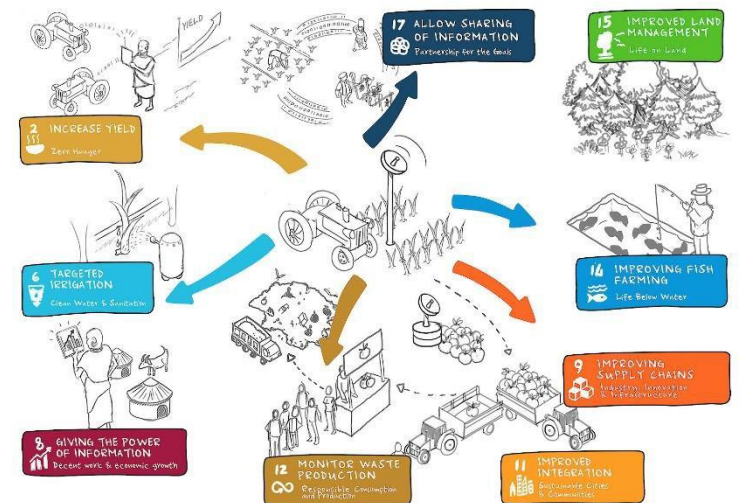 YIELD
17 ALLOW SHARING
OF INFORMATION
Partnership for the Goals
15 IMPROVED LAND
MANAGEMENT
Life on Land
2 INCREASE YIELD
Zero Hunger
6 TARGETED
IRRIGATION
Clean Water & Sanitation
14 IMPROVING FISH
FARMING
Life Below Water
9 IMPROVING
SUPPLY CHAINS
Industry, Innovation
& Infrastructure
8 GIVING THE POWER
OF INFORMATION
Decent work & economic growth
12 MONITOR WASTE
PRODUCTION
Responsible Consumption
and Production
11 IMPROVED
INTEGRATION
Sustainable Cities
& Communities